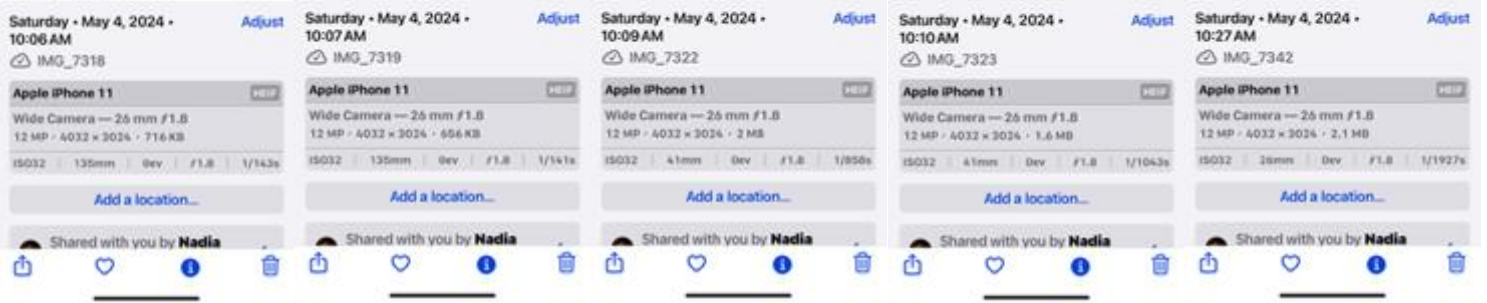 Saturday • May 4, 2024 •
10:06 AM
Adjust
IMG_7318
Apple iPhone 11
HEIF
Wide Camera — 26 mm ƒ1.8
12 MP · 4032 × 3024 · 716 KB
ISO32 | 135mm | 0ev | ƒ1.8 | 1/143s
Add a location...
Shared with you by Nadia
Saturday • May 4, 2024 •
10:07 AM
Adjust
IMG_7319
Apple iPhone 11
HEIF
Wide Camera — 26 mm ƒ1.8
12 MP · 4032 × 3024 · 656 KB
ISO32 | 135mm | 0ev | ƒ1.8 | 1/141s
Add a location...
Shared with you by Nadia
Saturday • May 4, 2024 •
10:09 AM
Adjust
IMG_7322
Apple iPhone 11
HEIF
Wide Camera — 26 mm ƒ1.8
12 MP · 4032 × 3024 · 2 MB
ISO32 | 41mm | 0ev | ƒ1.8 | 1/858s
Add a location...
Shared with you by Nadia
Saturday • May 4, 2024 •
10:10 AM
Adjust
IMG_7323
Apple iPhone 11
HEIF
Wide Camera — 26 mm ƒ1.8
12 MP · 4032 × 3024 · 1.6 MB
ISO32 | 41mm | 0ev | ƒ1.8 | 1/1043s
Add a location...
Shared with you by Nadia
Saturday • May 4, 2024 •
10:27 AM
Adjust
IMG_7342
Apple iPhone 11
HEIF
Wide Camera — 26 mm ƒ1.8
12 MP · 4032 × 3024 · 2,1 MB
ISO32 | 26mm | 0ev | ƒ1.8 | 1/1927s
Add a location...
Shared with you by Nadia